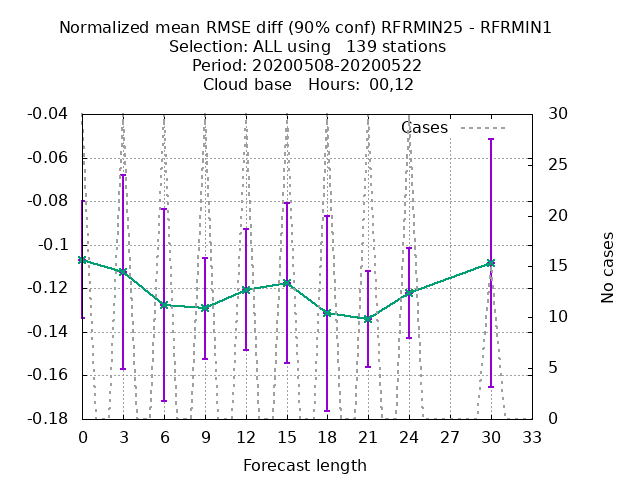 Normalized mean RMSE diff (90% conf) RFRMIN25 - RFRMIN1
Selection: ALL using   139 stations
Period: 20200508-20200522
Cloud base   Hours:  00,12
Cases
-0.04
-0.06
-0.08
-0.1
-0.12
-0.14
-0.16
-0.18
30
25
20
15
10
5
0
No cases
0 3 6 9 12 15 18 21 24 27 30 33
Forecast length